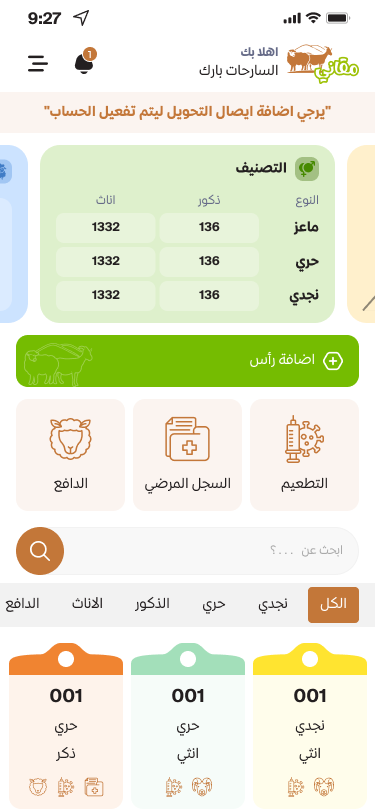 9:27
1
اهلا بك
السارحات بارك
مقاني
"يرجي اضافة ايصال التحويل ليتم تفعيل الحساب"
التصنيف
النوع ذكور اناث
ماعز 136 1332
حري 136 1332
نجدي 136 1332
اضافة رأس
التطعيم السجل المرضي الدافع
ابحث عن ...؟
الكل نجدي حري الذكور الاناث الدافع
001 001 001
نجدي حري حري
انثي انثي ذكر